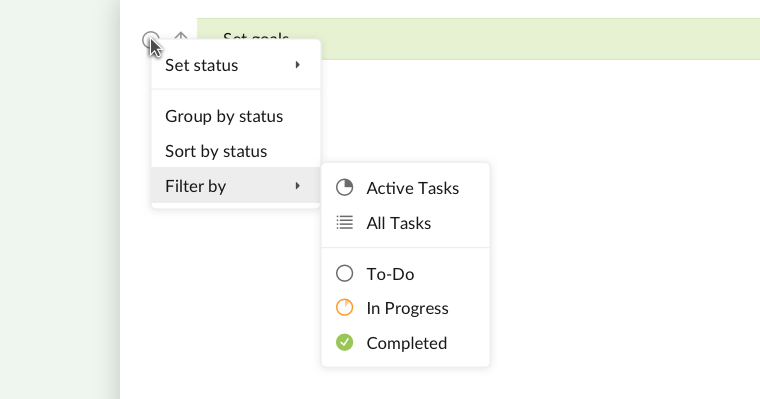 Set goals
Set status
Group by status
Sort by status
Filter by
Active Tasks
All Tasks
To-Do
In Progress
Completed